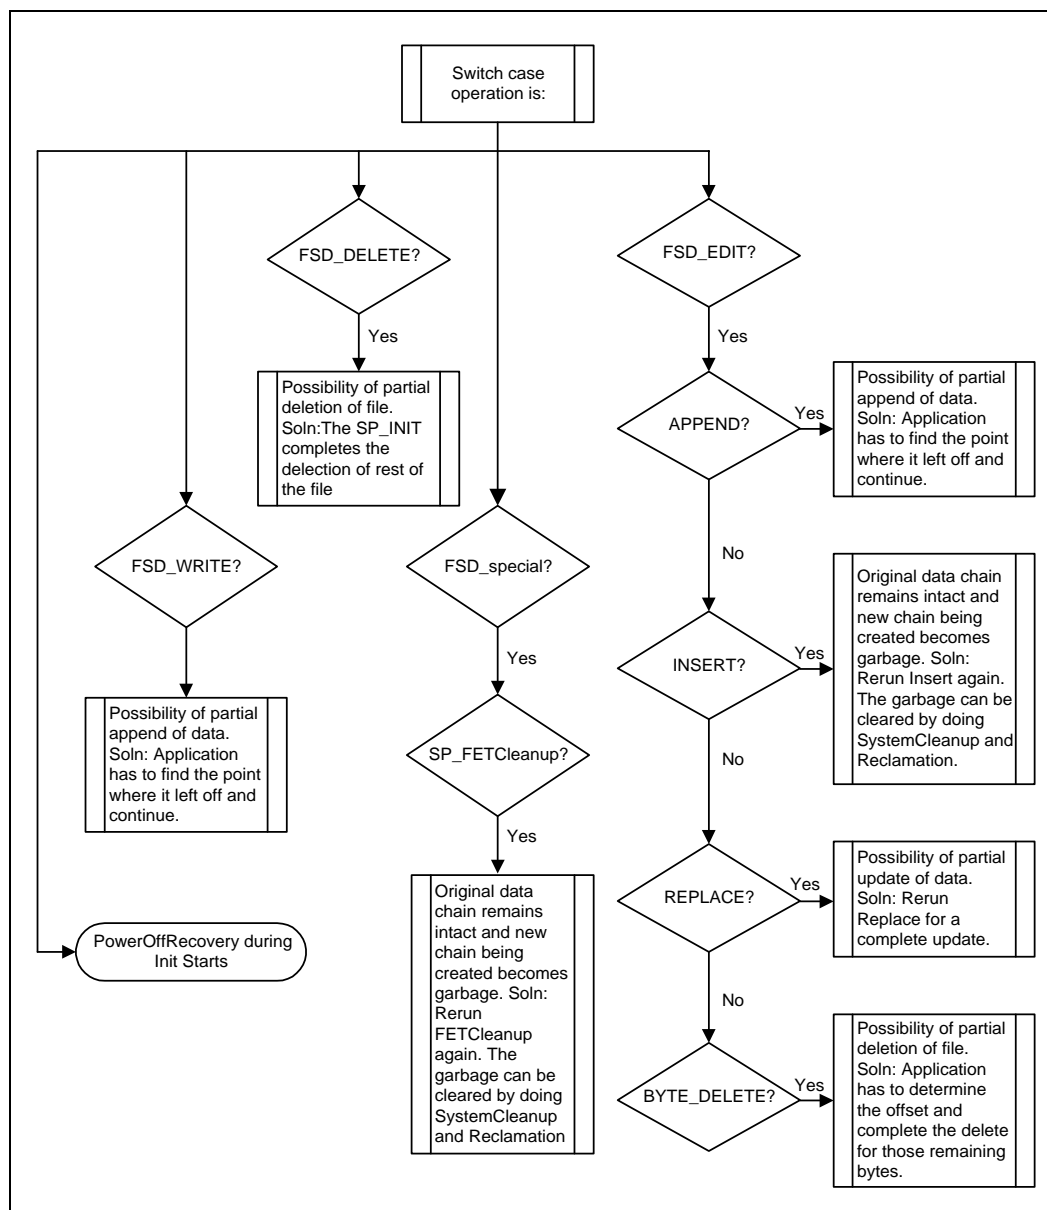 Switch case
operation is:
FSD_DELETE?
FSD_EDIT?
Yes
Yes
Possibility of partial
deletion of file.
Soln:The SP_INIT
completes the
delection of rest of
the file
APPEND?
Yes
Possibility of partial
append of data.
Soln: Application
has to find the point
where it left off and
continue.
No
FSD_WRITE?
FSD_special?
Yes
Possibility of partial
append of data.
Soln: Application
has to find the point
where it left off and
continue.
SP_FETCleanup?
Yes
INSERT?
Yes
Original data chain
remains intact and
new chain being
created becomes
garbage. Soln:
Rerun Insert again.
The garbage can be
cleared by doing
SystemCleanup and
Reclamation.
No
PowerOffRecovery during
Init Starts
Original data
chain remains
intact and new
chain being
created becomes
garbage. Soln:
Rerun
FETCleanup
again. The
garbage can be
cleared by doing
SystemCleanup
and Reclamation
REPLACE?
Yes
Possibility of partial
update of data.
Soln: Rerun
Replace for a
complete update.
No
BYTE_DELETE?
Yes
Possibility of partial
deletion of file.
Soln: Application
has to determine
the offset and
complete the delete
for those remaining
bytes.